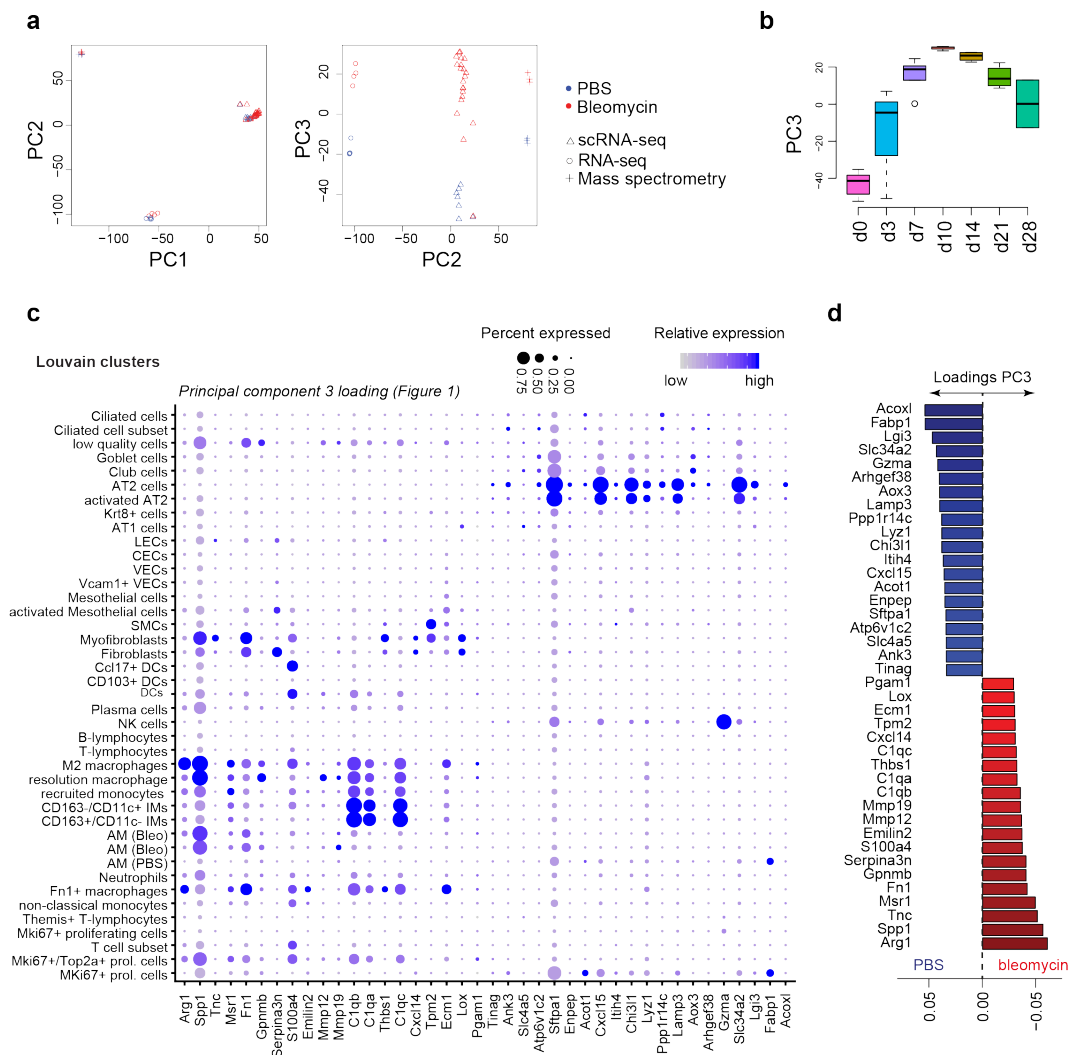 a
PC2
50
0
−50
−100
−100
0
50
PC1
PC3
20
0
−20
−40
−100
−50
0
50
PC2
PBS
Bleomycin
scRNA-seq
RNA-seq
Mass spectrometry
b
PC3
20
0
−20
−40
d0
d3
d7
d10
d14
d21
d28
c
Louvain clusters
Percent expressed
0.75
0.50
0.25
0.00
Relative expression
low
high
Principal component 3 loading (Figure 1)
Ciliated cells
Ciliated cell subset
low quality cells
Goblet cells
Club cells
AT2 cells
activated AT2
Krt8+ cells
AT1 cells
LECs
CECs
VECs
Vcam1+ VECs
Mesothelial cells
activated Mesothelial cells
SMCs
Myofibroblasts
Fibroblasts
Ccl17+ DCs
CD103+ DCs
DCs
Plasma cells
NK cells
B-lymphocytes
T-lymphocytes
M2 macrophages
resolution macrophage
recruited monocytes
CD163-/CD11c+ IMs
CD163+/CD11c- IMs
AM (Bleo)
AM (Bleo)
AM (PBS)
Neutrophils
Fn1+ macrophages
non-classical monocytes
Themis+ T-lymphocytes
Mki67+ proliferating cells
T cell subset
Mki67+/Top2a+ prol. cells
MKi67+ prol. cells
Arg1
Spp1
Tnc
Msr1
Fn1
Gpnmb
Serpina3n
S100a4
Emilin2
Mmp12
Mmp19
C1qb
C1qa
Thbs1
C1qc
Cxcl14
Tpm2
Ecm1
Lox
Pgam1
Tinag
Ank3
Slc4a5
Atp6v1c2
Sftpa1
Enpep
Acot1
Cxcl15
Itih4
Chi3l1
Lyz1
Ppp1r14c
Lamp3
Aox3
Arhgef38
Gzma
Slc34a2
Lgi3
Fabp1
Acoxl
d
Loadings PC3
Acoxl
Fabp1
Lgi3
Slc34a2
Gzma
Arhgef38
Aox3
Lamp3
Ppp1r14c
Lyz1
Chi3l1
Itih4
Cxcl15
Acot1
Enpep
Sftpa1
Atp6v1c2
Slc4a5
Ank3
Tinag
Pgam1
Lox
Ecm1
Tpm2
Cxcl14
C1qc
Thbs1
C1qa
C1qb
Mmp19
Mmp12
Emilin2
S100a4
Serpina3n
Gpnmb
Fn1
Msr1
Tnc
Spp1
Arg1
PBS
bleomycin
0.05
0.00
−0.05